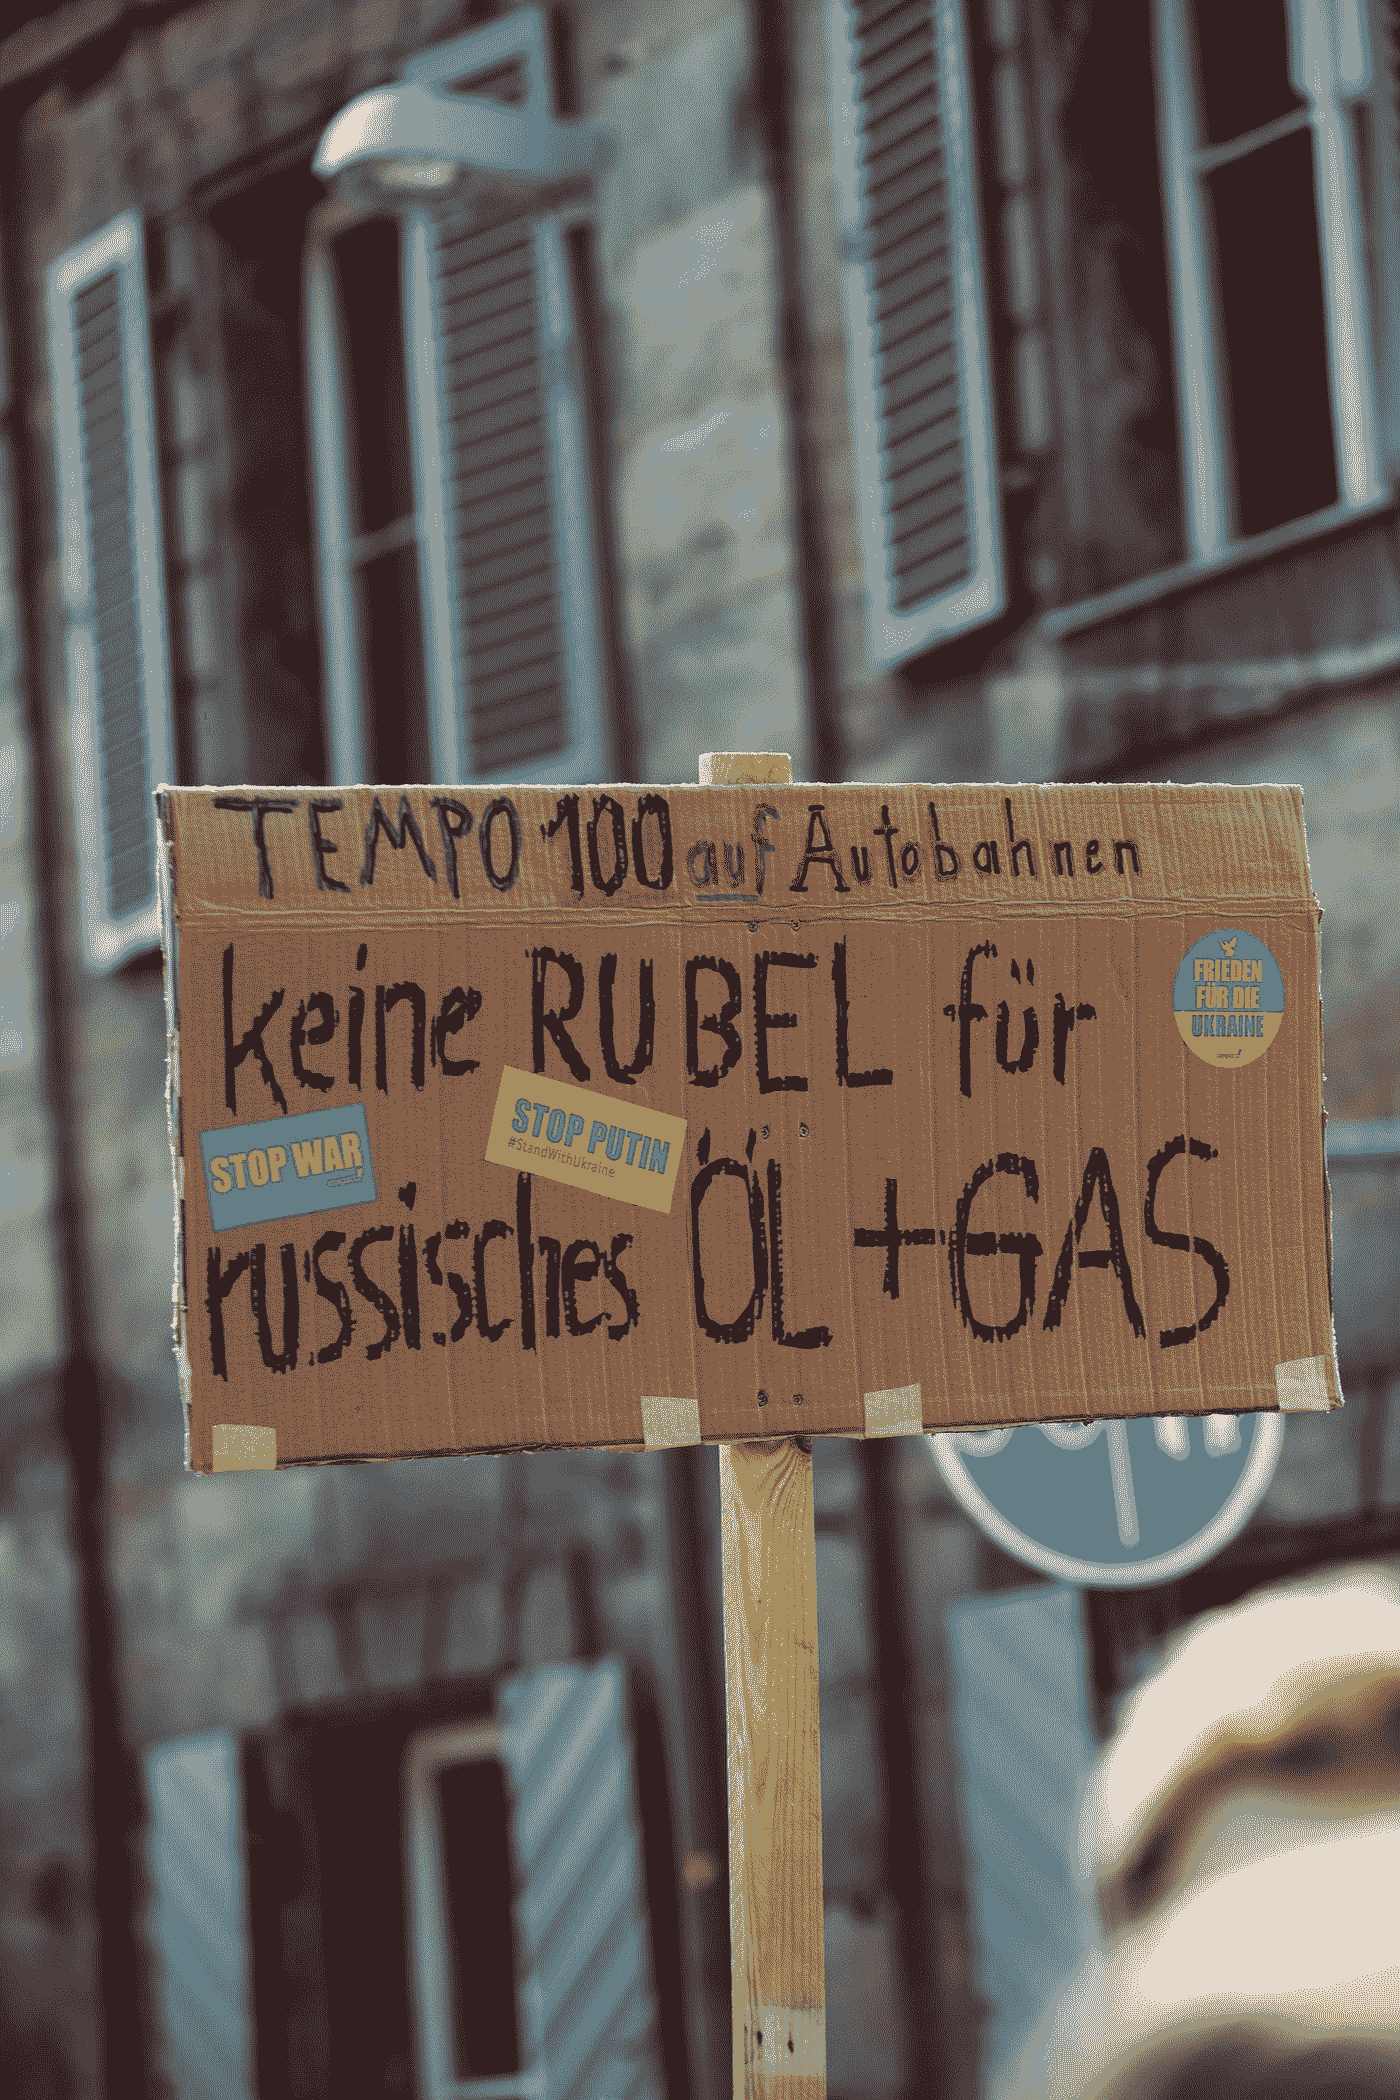 TEMPO 100 auf Autobahnen
keine RUBEL für
FRIEDEN
FÜR DIE
UKRAINE
STOP WAR
STOP PUTIN
#StandWithUkraine
russisches ÖL + GAS